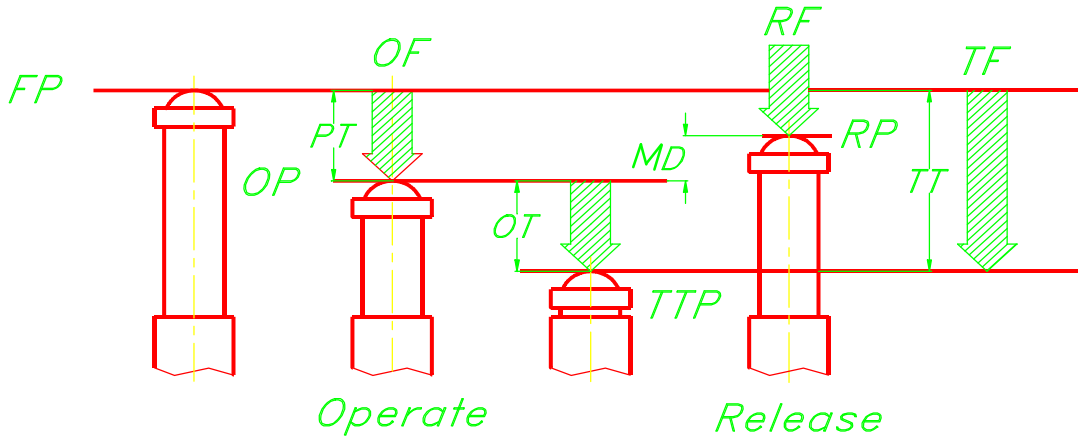 RF
OF
TF
FP
PT
RP
MD
OP
TT
OT
TTP
Operate
Release